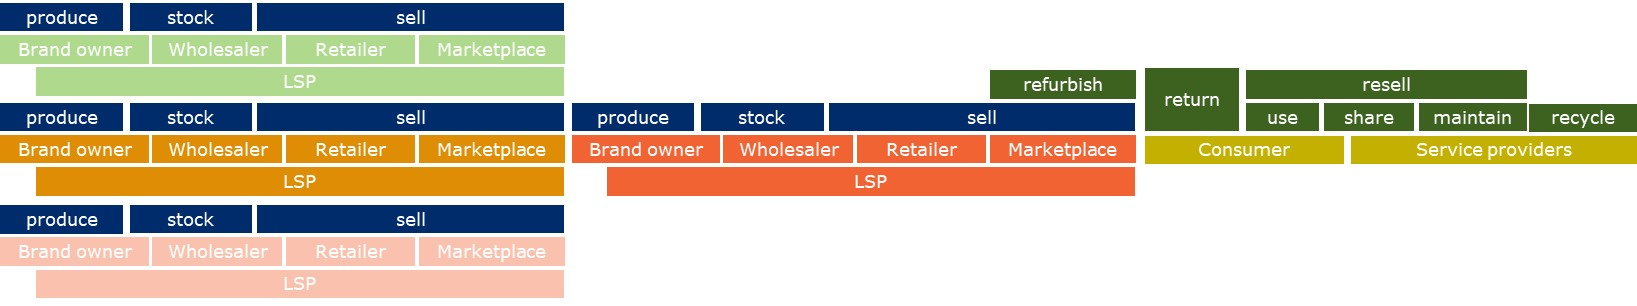 produce stock sell
Brand owner Wholesaler Retailer Marketplace
LSP
refurbish return resell
produce stock sell produce stock sell use share maintain recycle
Brand owner Wholesaler Retailer Marketplace Brand owner Wholesaler Retailer Marketplace Consumer Service providers
LSP LSP
produce stock sell
Brand owner Wholesaler Retailer Marketplace
LSP